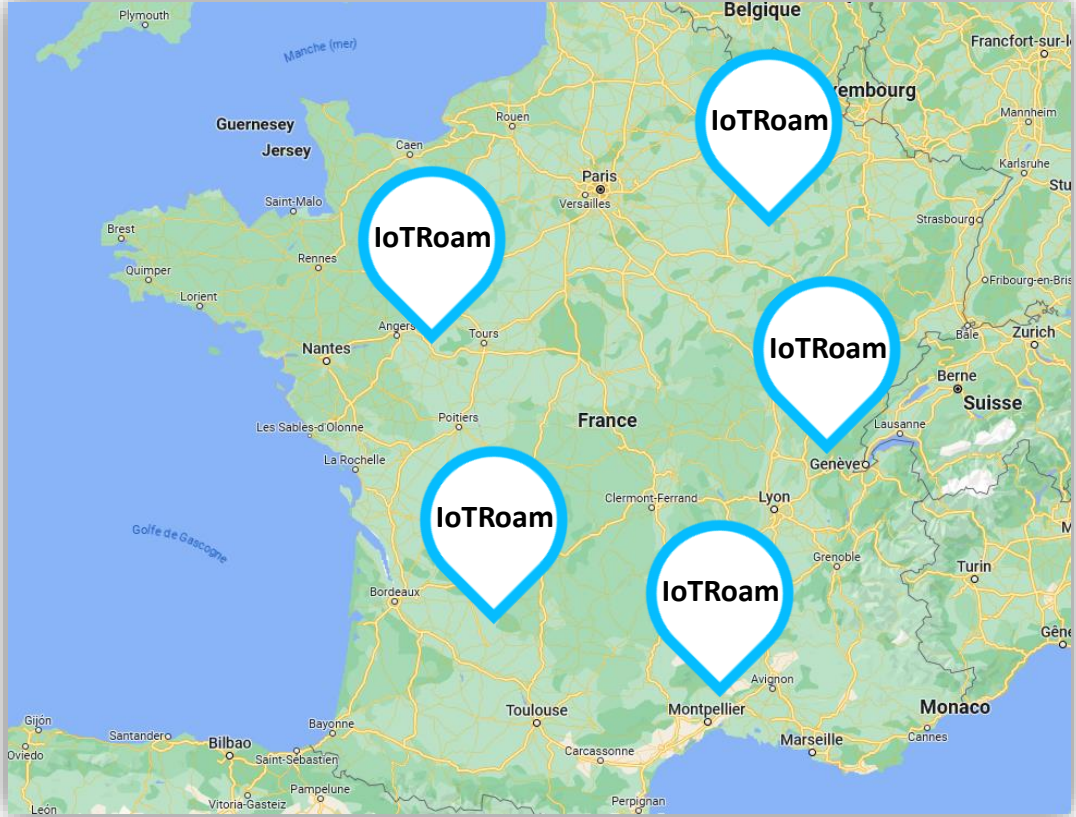 Plymouth
Belgique
Manche (mer)
Francfort-sur-l
IoTRoam
xembourg
Mannheim
Guernesey
Rouen
Jersey
Caen
Karlsruhe
Paris
Stu
Versailles
Saint-Malo
Strasbourg
Brest
IoTRoam
Rennes
Quimper
Fribourg-en-Bris
Lorient
Angers
Tours
Bâle
Zurich
Nantes
IoTRoam
Berne
Suisse
Poitiers
France
Les Sables-d'Olonne
Lausanne
La Rochelle
Genève
Clermont-Ferrand
Lyon
IoTRoam
Golfe de Gascogne
M
Grenoble
Turin
Bordeaux
IoTRoam
Gêne
Avignon
Toulouse
Montpellier
Monaco
Gijón
Bayonne
Santander
Bilbao
Marseille
Cannes
Oviedo
Saint-Sébastien
Carcassonne
Pampelune
León
Vitoria-Gasteiz
Perpignan